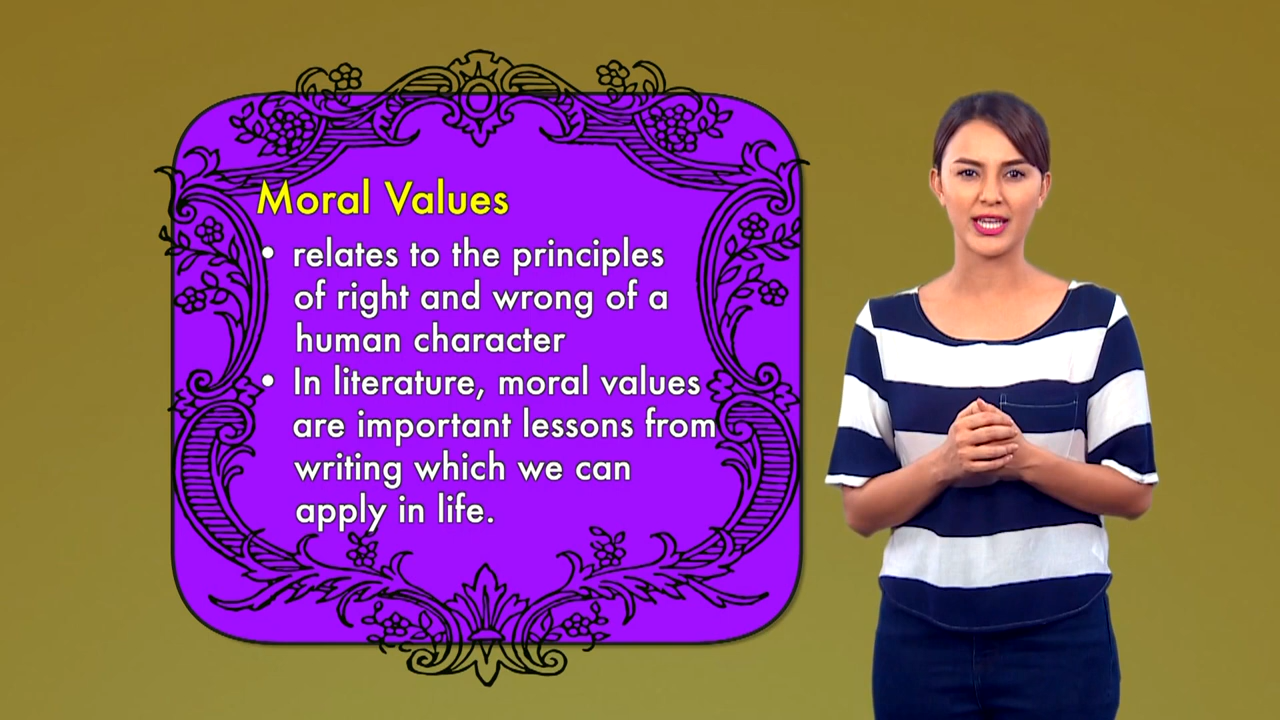 Moral Values
• relates to the principles
of right and wrong of a
human character
• In literature, moral values
are important lessons from
writing which we can
apply in life.